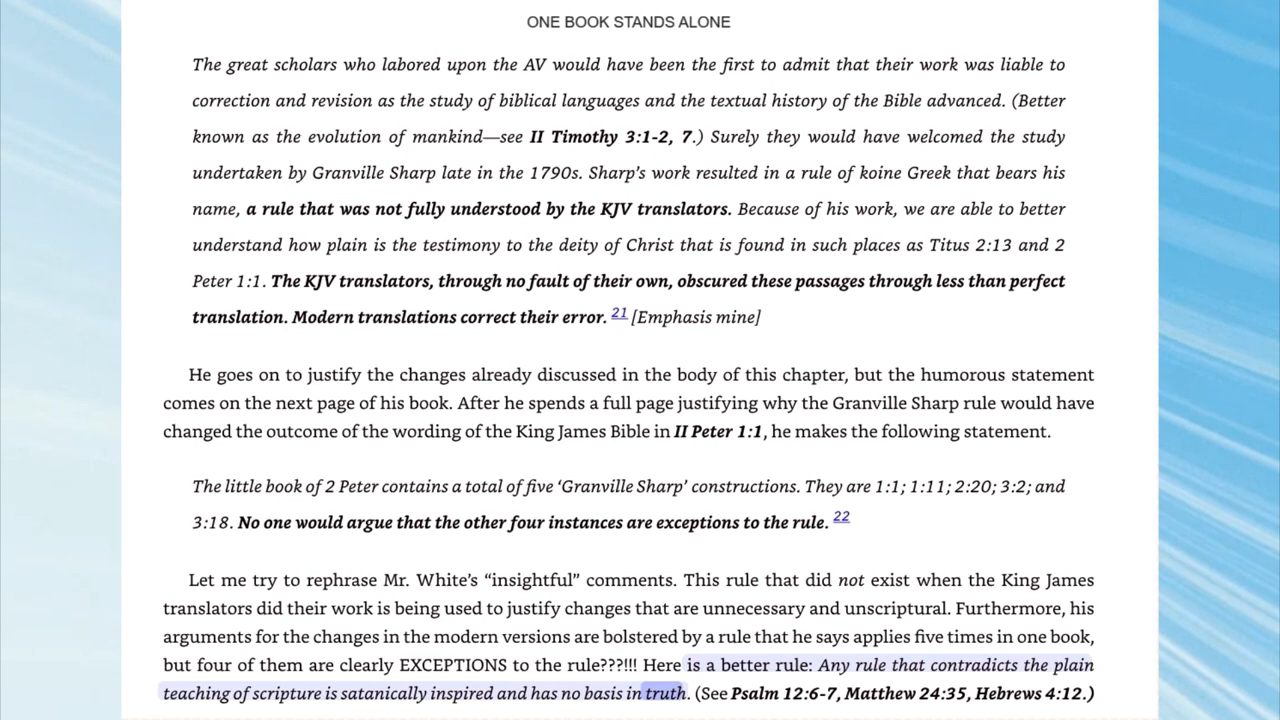 ONE BOOK STANDS ALONE
The great scholars who labored upon the AV would have been the first to admit that their work was liable to
correction and revision as the study of biblical languages and the textual history of the Bible advanced. (Better
known as the evolution of mankind—see II Timothy 3:1-2, 7.) Surely they would have welcomed the study
undertaken by Granville Sharp late in the 1790s. Sharp’s work resulted in a rule of koine Greek that bears his
name, a rule that was not fully understood by the KJV translators. Because of his work, we are able to better
understand how plain is the testimony to the deity of Christ that is found in such places as Titus 2:13 and 2
Peter 1:1. The KJV translators, through no fault of their own, obscured these passages through less than perfect
translation. Modern translations correct their error. 21 [Emphasis mine]
He goes on to justify the changes already discussed in the body of this chapter, but the humorous statement
comes on the next page of his book. After he spends a full page justifying why the Granville Sharp rule would have
changed the outcome of the wording of the King James Bible in II Peter 1:1, he makes the following statement.
The little book of 2 Peter contains a total of five ‘Granville Sharp’ constructions. They are 1:1; 1:11; 2:20; 3:2; and
3:18. No one would argue that the other four instances are exceptions to the rule. 22
Let me try to rephrase Mr. White’s “insightful” comments. This rule that did not exist when the King James
translators did their work is being used to justify changes that are unnecessary and unscriptural. Furthermore, his
arguments for the changes in the modern versions are bolstered by a rule that he says applies five times in one book,
but four of them are clearly EXCEPTIONS to the rule???!!! Here is a better rule: Any rule that contradicts the plain
teaching of scripture is satanically inspired and has no basis in truth. (See Psalm 12:6-7, Matthew 24:35, Hebrews 4:12.)